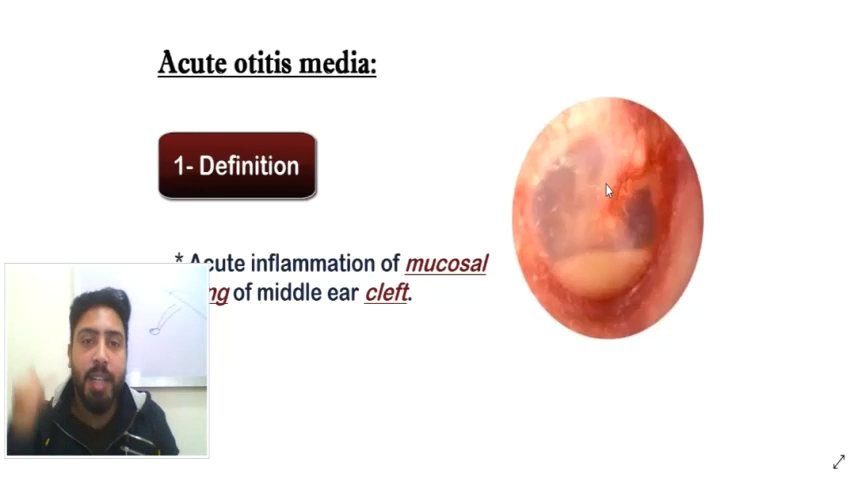 Acute otitis media:
1- Definition
* Acute inflammation of mucosal
of middle ear cleft.